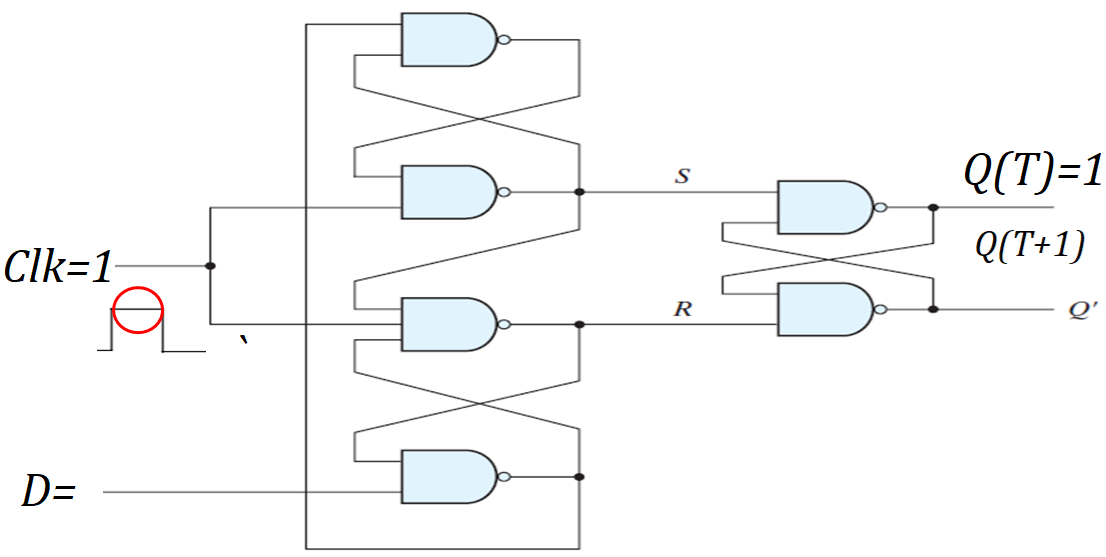 S
Q(T)=1
Q(T+1)
Clk=1
R
Q′
`
D=